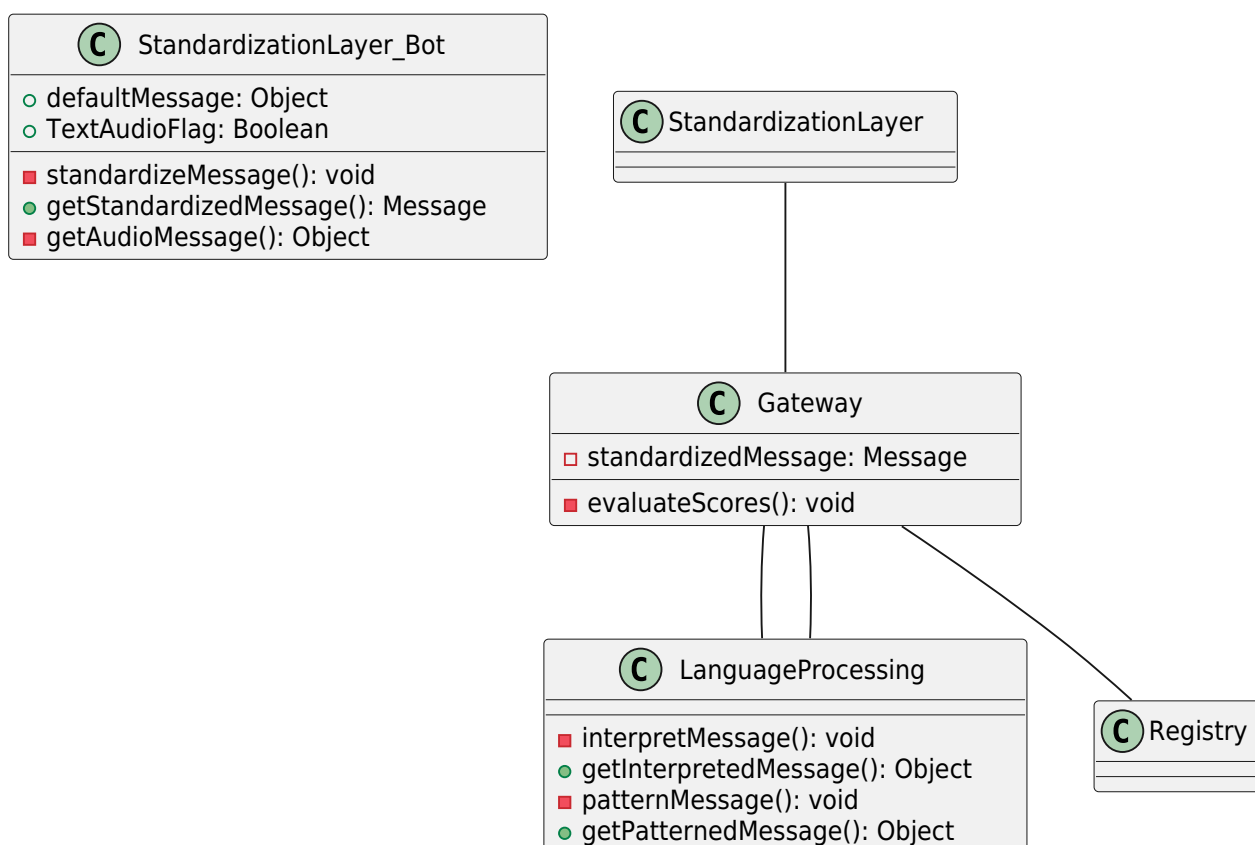 C StandardizationLayer_Bot
defaultMessage: Object
TextAudioFlag: Boolean
standardizeMessage(): void
getStandardizedMessage(): Message
getAudioMessage(): Object
C StandardizationLayer
C Gateway
standardizedMessage: Message
evaluateScores(): void
C LanguageProcessing
interpretMessage(): void
getInterpretedMessage(): Object
patternMessage(): void
getPatternedMessage(): Object
C Registry